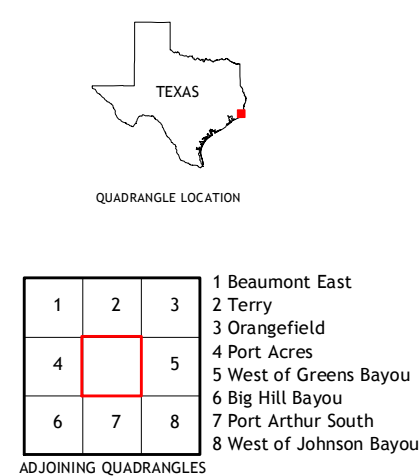 TEXAS
QUADRANGLE LOCATION
1 2 3
4 5
6 7 8
1 Beaumont East
2 Terry
3 Orangefield
4 Port Acres
5 West of Greens Bayou
6 Big Hill Bayou
7 Port Arthur South
8 West of Johnson Bayou
ADJOINING QUADRANGLES